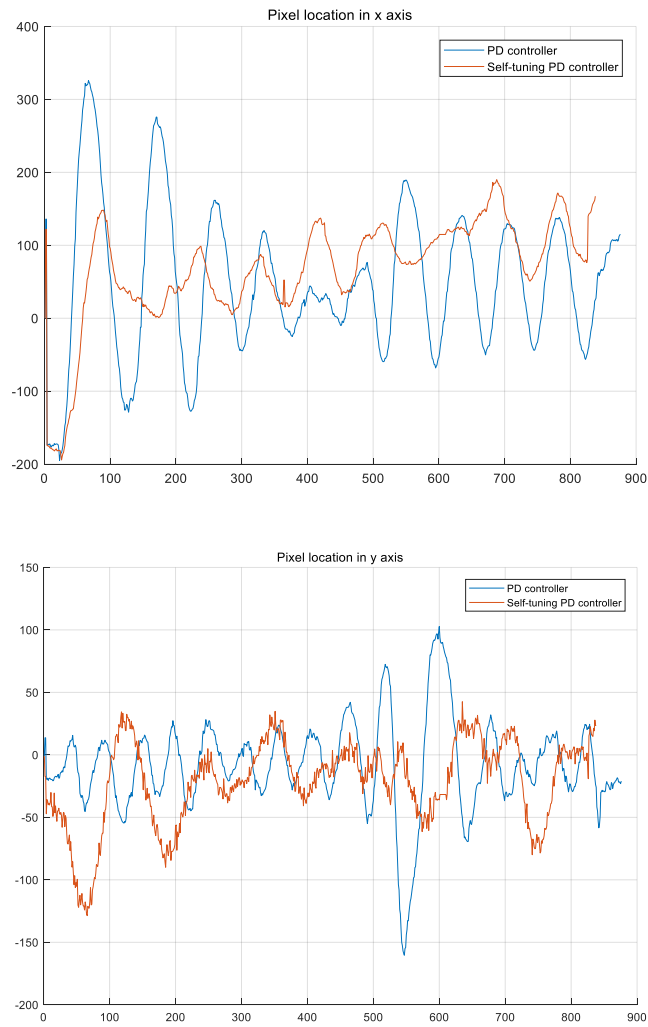 Pixel location in x axis
400
PD controller
Self-tuning PD controller
300
200
100
0
-100
-200
0 100 200 300 400 500 600 700 800 900
Pixel location in y axis
150
PD controller
Self-tuning PD controller
100
50
0
-50
-100
-150
-200
0 100 200 300 400 500 600 700 800 900